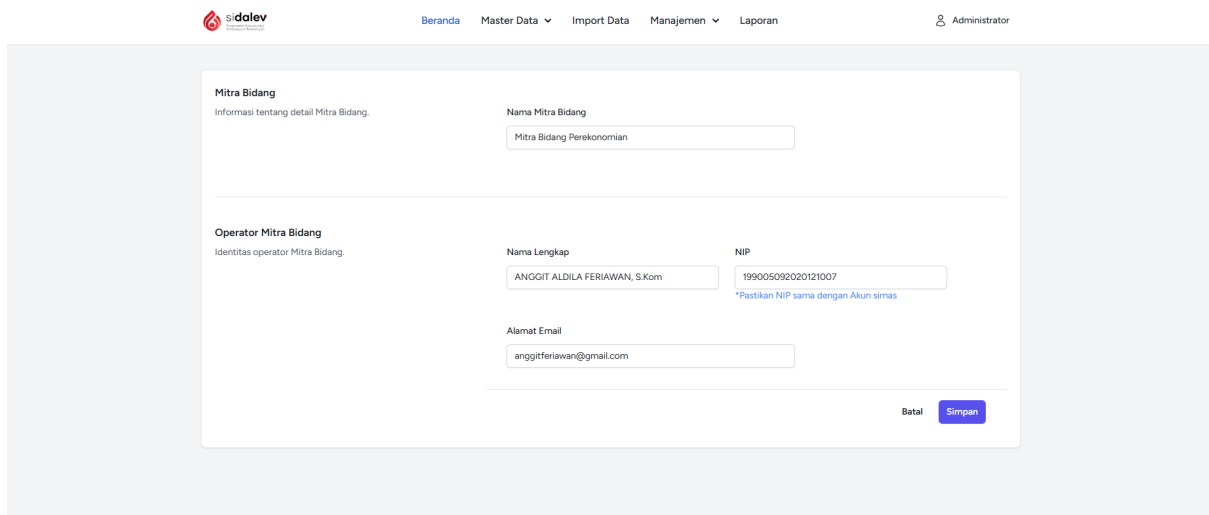 sidalev
Beranda Master Data Import Data Manajemen Laporan Administrator
Mitra Bidang
Informasi tentang detail Mitra Bidang.
Nama Mitra Bidang
Mitra Bidang Perekonomian
Operator Mitra Bidang
Identitas operator Mitra Bidang.
Nama Lengkap NIP
ANGGIT ALDILA FERIAWAN, S.Kom 199005092020121007
*Pastikan NIP sama dengan Akun simas
Alamat Email
anggitferiawan@gmail.com
Batal Simpan